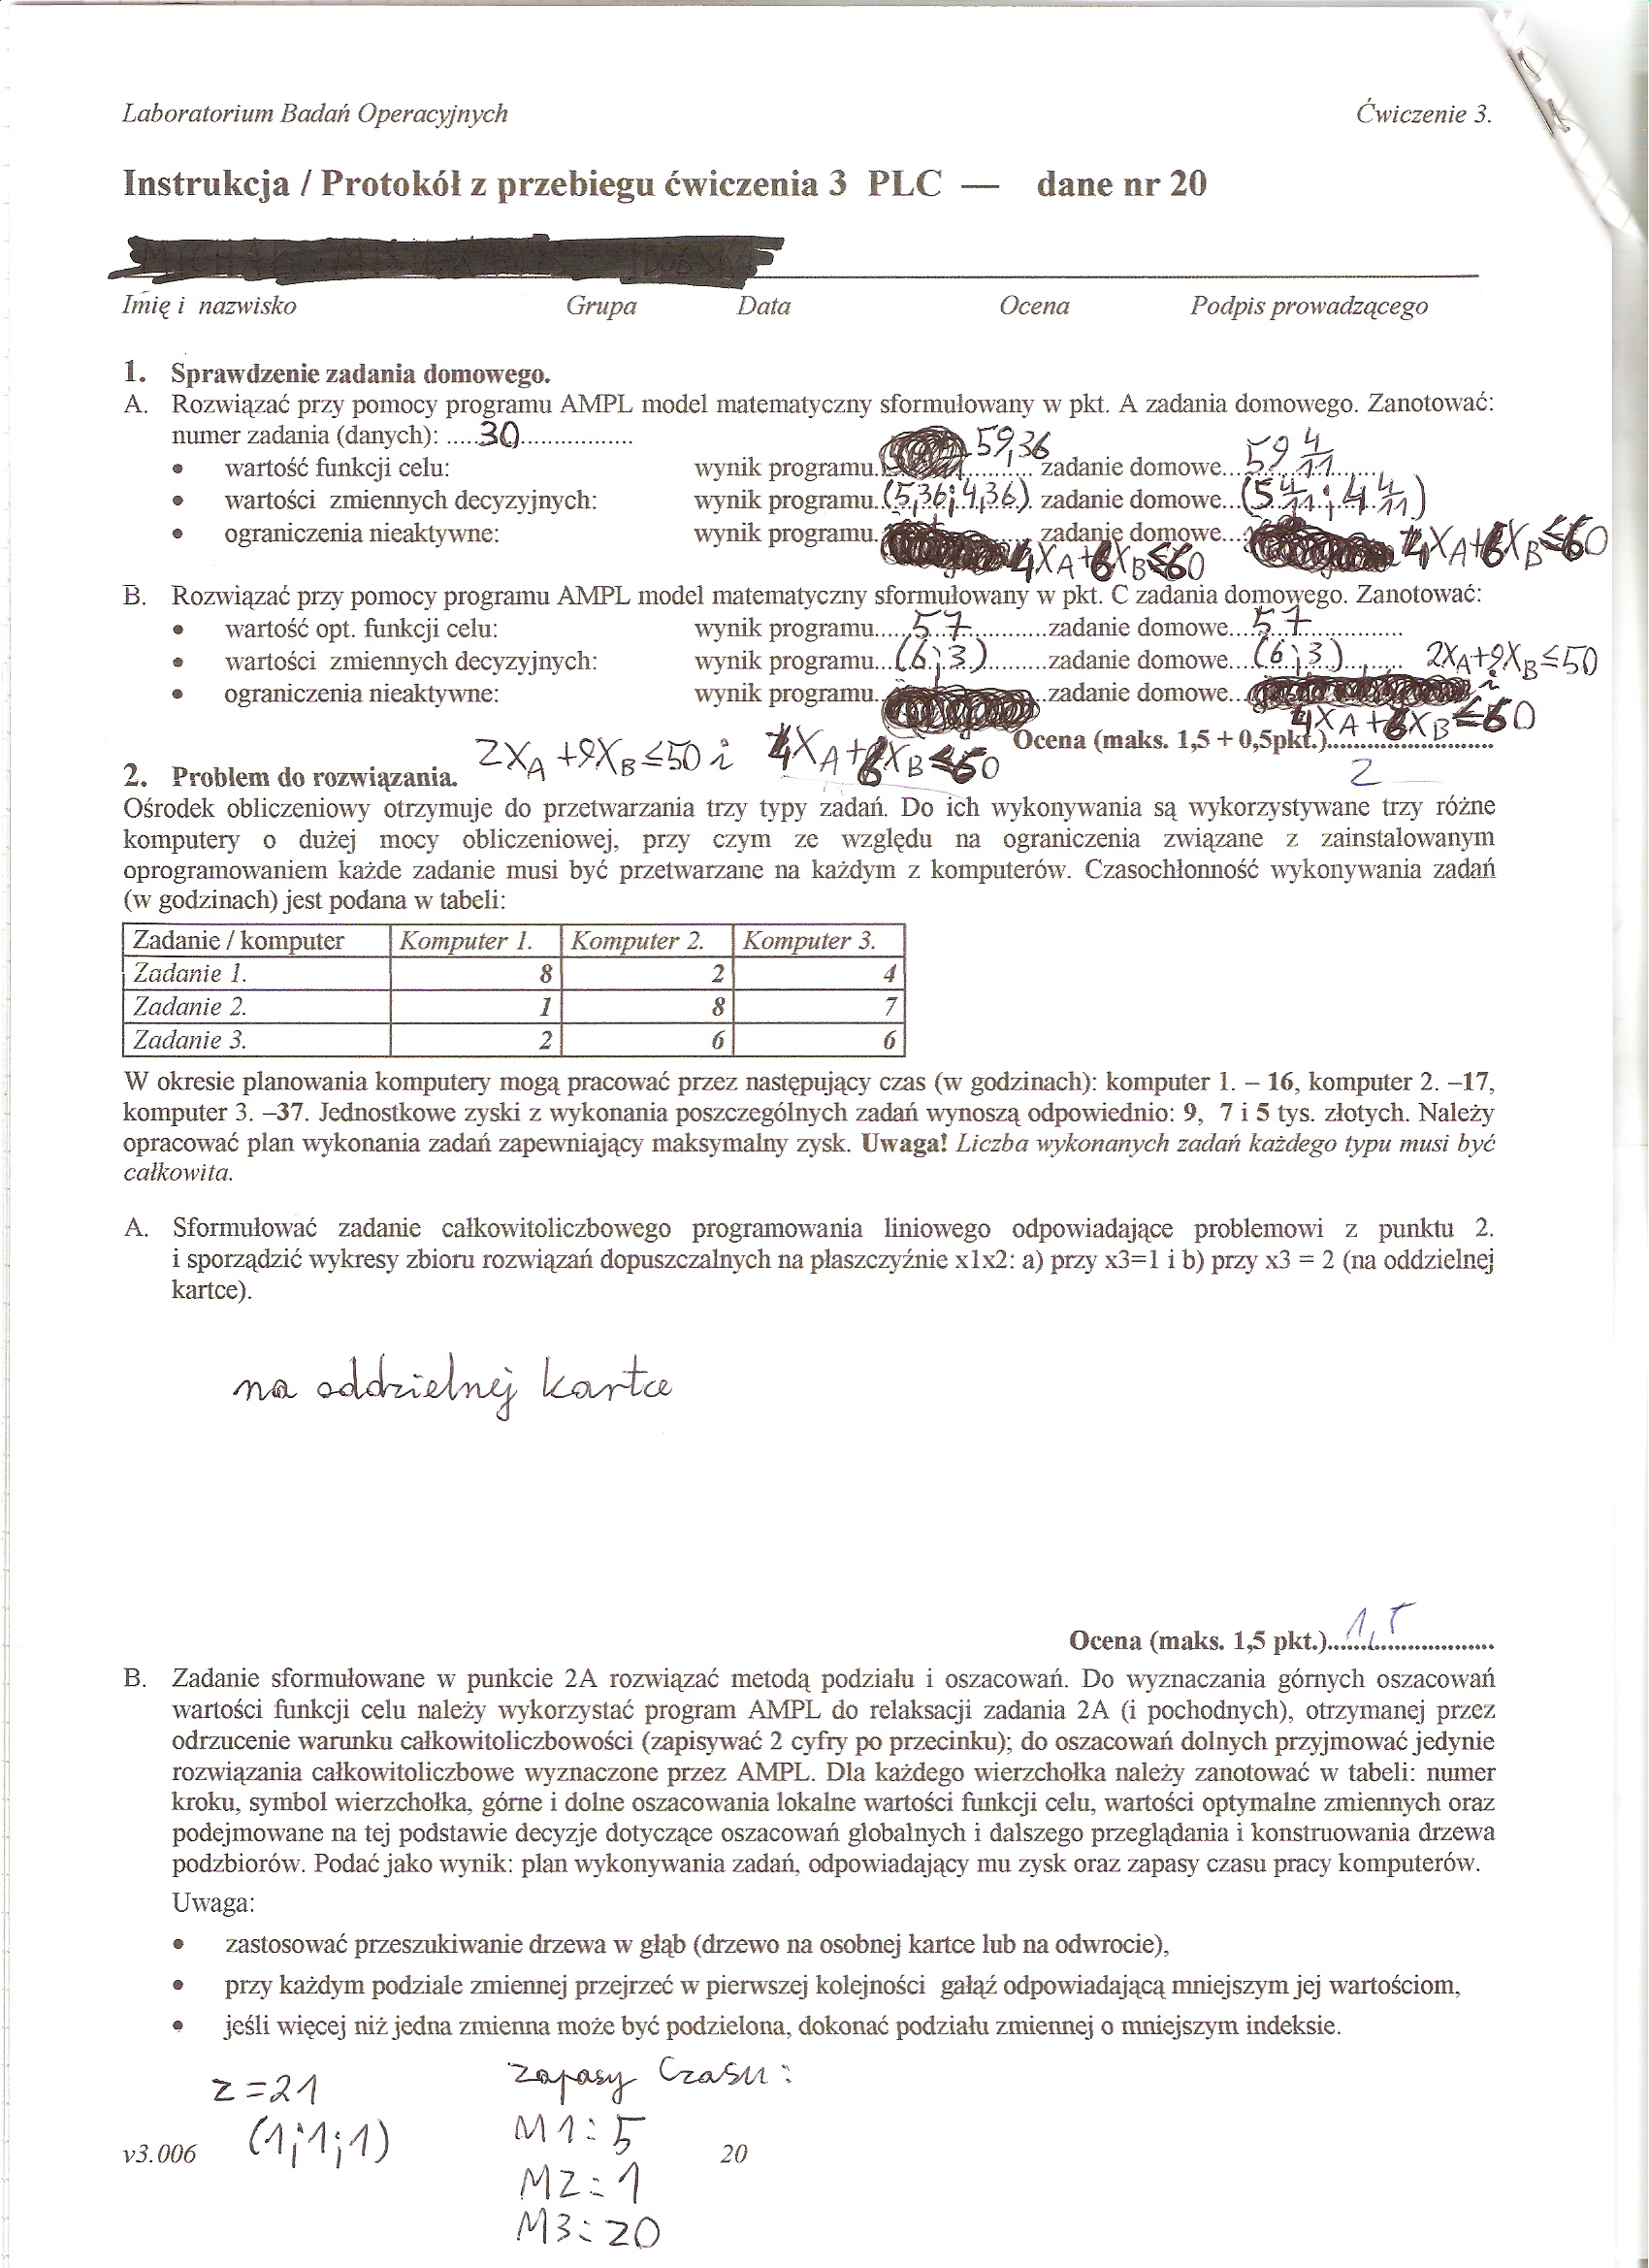 Laboratorium Badań Operacyjnych Ćwiczenie 3.
Instrukcja / Protokół z przebiegu ćwiczenia 3 PLC — dane nr 20
Imię i nazwisko Grupa Data Ocena Podpis prowadzącego
1. Sprawdzenie zadania domowego.
A. Rozwiązać przy pomocy programu AMPL model matematyczny sformułowany w pkt. A zadania domowego. Zanotować:
numer zadania (danych): .....30..................
• wartość funkcji celu: wynik programu. 59,36 zadanie domowe...59 4/11......
• wartości zmiennych decyzyjnych: wynik programu..(5,36; 4,36). zadanie domowe...(5 4/11; 4 4/11)
• ograniczenia nieaktywne: wynik programu. 4XA+6XB≤60 zadanie domowe... 4XA+6XB≤60
B. Rozwiązać przy pomocy programu AMPL model matematyczny sformułowany w pkt. C zadania domowego. Zanotować:
• wartość opt. funkcji celu: wynik programu.....57............zadanie domowe...57............
• wartości zmiennych decyzyjnych: wynik programu...(6;3).........zadanie domowe...(6;3)........ 2XA+9XB≤50
• ograniczenia nieaktywne: wynik programu. zadanie domowe... i
4XA+6XB≤60
2XA+9XB≤50 i 4XA+6XB≤60 Ocena (maks. 1,5 + 0,5pkt.)............................
2
2. Problem do rozwiązania.
Ośrodek obliczeniowy otrzymuje do przetwarzania trzy typy zadań. Do ich wykonywania są wykorzystywane trzy różne
komputery o dużej mocy obliczeniowej, przy czym ze względu na ograniczenia związane z zainstalowanym
oprogramowaniem każde zadanie musi być przetwarzane na każdym z komputerów. Czasochłonność wykonywania zadań
(w godzinach) jest podana w tabeli:
Zadanie / komputer Komputer 1. Komputer 2. Komputer 3.
Zadanie 1. 8 2 4
Zadanie 2. 1 8 7
Zadanie 3. 2 6 6
W okresie planowania komputery mogą pracować przez następujący czas (w godzinach): komputer 1. – 16, komputer 2. –17,
komputer 3. –37. Jednostkowe zyski z wykonania poszczególnych zadań wynoszą odpowiednio: 9, 7 i 5 tys. złotych. Należy
opracować plan wykonania zadań zapewniający maksymalny zysk. Uwaga! Liczba wykonanych zadań każdego typu musi być
całkowita.
A. Sformułować zadanie całkowitoliczbowego programowania liniowego odpowiadające problemowi z punktu 2.
i sporządzić wykresy zbioru rozwiązań dopuszczalnych na płaszczyźnie x1x2: a) przy x3=1 i b) przy x3 = 2 (na oddzielnej
kartce).
na oddzielnej kartce
Ocena (maks. 1,5 pkt.)...1,5....................
B. Zadanie sformułowane w punkcie 2A rozwiązać metodą podziału i oszacowań. Do wyznaczania górnych oszacowań
wartości funkcji celu należy wykorzystać program AMPL do relaksacji zadania 2A (i pochodnych), otrzymanej przez
odrzucenie warunku całkowitoliczbowości (zapisywać 2 cyfry po przecinku); do oszacowań dolnych przyjmować jedynie
rozwiązania całkowitoliczbowe wyznaczone przez AMPL. Dla każdego wierzchołka należy zanotować w tabeli: numer
kroku, symbol wierzchołka, górne i dolne oszacowania lokalne wartości funkcji celu, wartości optymalne zmiennych oraz
podejmowane na tej podstawie decyzje dotyczące oszacowań globalnych i dalszego przeglądania i konstruowania drzewa
podzbiorów. Podać jako wynik: plan wykonywania zadań, odpowiadający mu zysk oraz zapasy czasu pracy komputerów.
Uwaga:
• zastosować przeszukiwanie drzewa w głąb (drzewo na osobnej kartce lub na odwrocie),
• przy każdym podziale zmiennej przejrzeć w pierwszej kolejności gałąź odpowiadającą mniejszym jej wartościom,
• jeśli więcej niż jedna zmienna może być podzielona, dokonać podziału zmiennej o mniejszym indeksie.
z=21 zapasy czasu:
(1;1;1) M1: 5
v3.006 20
M2: 1
M3: 20